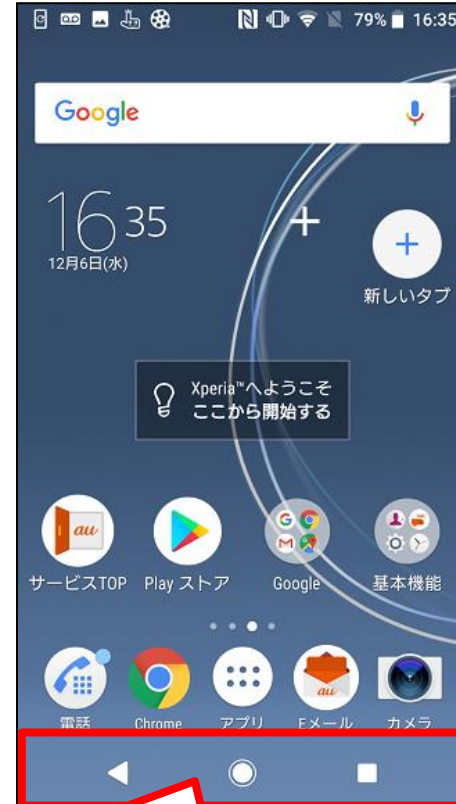 79% 16:35
Google
16 35
12月6日(水)
新しいタブ
Xperia™へようこそ
ここから開始する
au
サービスTOP Play ストア Google 基本機能
au
電話 Chrome アプリ Eメール カメラ